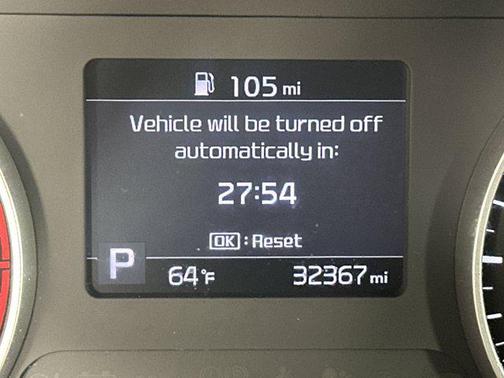 105 mi
Vehicle will be turned off
automatically in:
27:54
OK : Reset
P
64°F 32367 mi